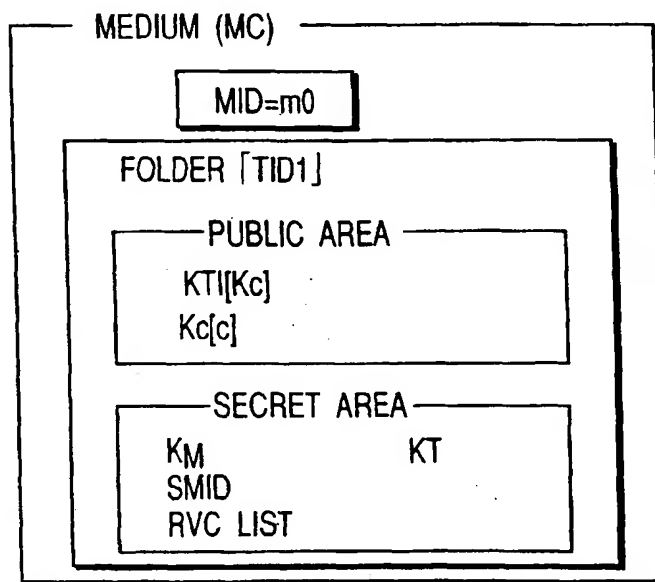 MEDIUM (MC)
MID=m0
FOLDER「TID1」
PUBLIC AREA
KTI[Kc]
Kc[c]
SECRET AREA
KM KT
SMID
RVC LIST